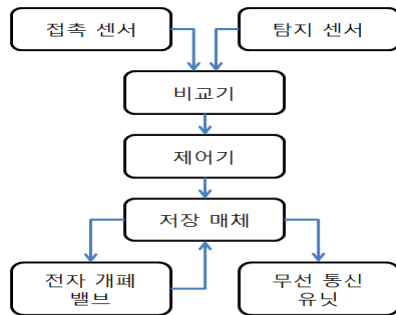 접촉 센서
탐지 센서
비교기
제어기
저장 매체
전자 개폐
밸브
무선 통신
유닛